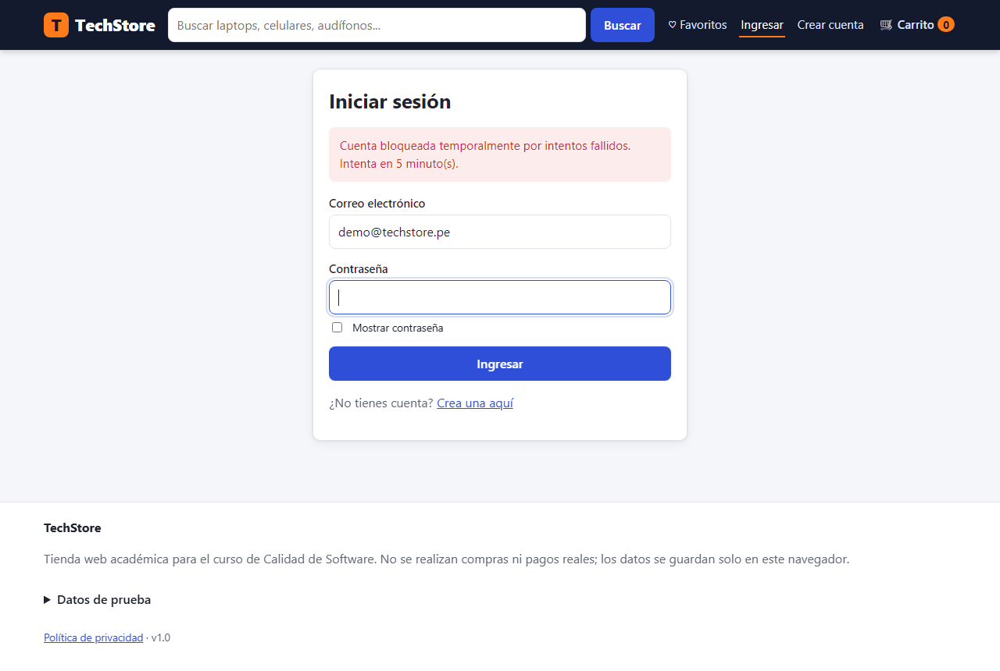 T TechStore
Buscar laptops, celulares, audífonos...
Buscar
♡ Favoritos
Ingresar
Crear cuenta
🛒 Carrito 0
Iniciar sesión
Cuenta bloqueada temporalmente por intentos fallidos.
Intenta en 5 minuto(s).
Correo electrónico
demo@techstore.pe
Contraseña
Mostrar contraseña
Ingresar
¿No tienes cuenta? Crea una aquí
TechStore
Tienda web académica para el curso de Calidad de Software. No se realizan compras ni pagos reales; los datos se guardan solo en este navegador.
▶ Datos de prueba
Política de privacidad · v1.0